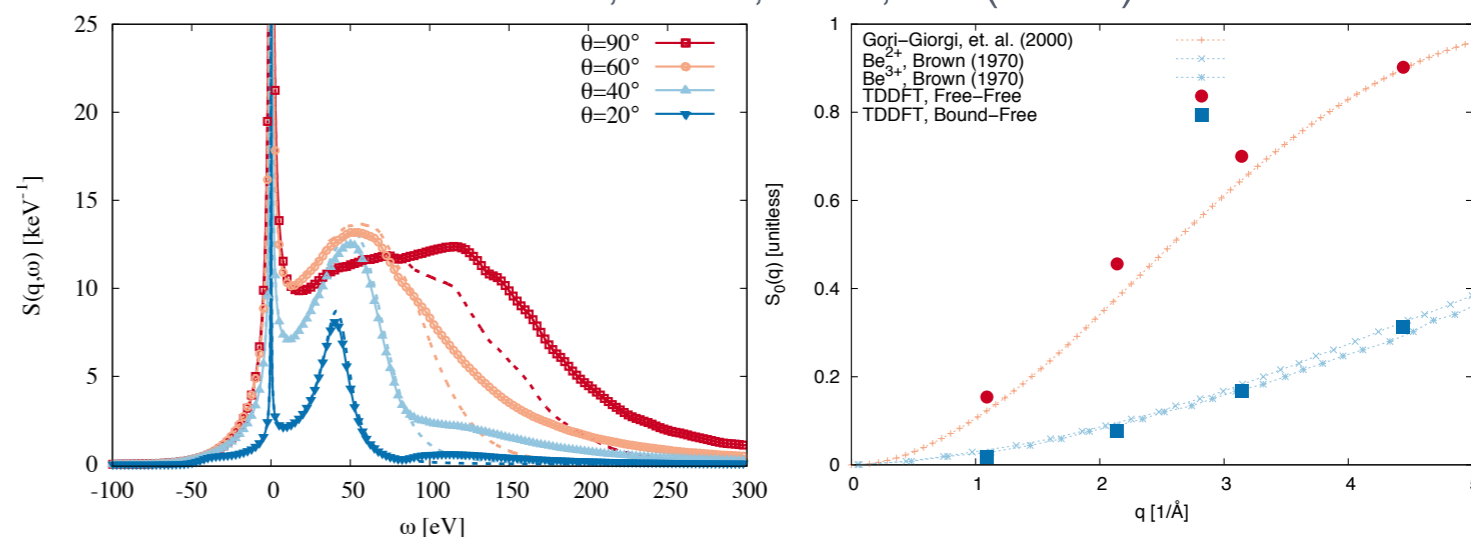 25
20
15
10
5
0
S(q,ω) [keV⁻¹]
θ=90°
θ=60°
θ=40°
θ=20°
-100 -50 0 50 100 150 200 250 300
ω [eV]
1
0.8
0.6
0.4
0.2
0
S₀(q) [unitless]
Gori-Giorgi, et. al. (2000)
Be²⁺, Brown (1970)
Be³⁺, Brown (1970)
TDDFT, Free-Free
TDDFT, Bound-Free
0 1 2 3 4
q [1/Å]